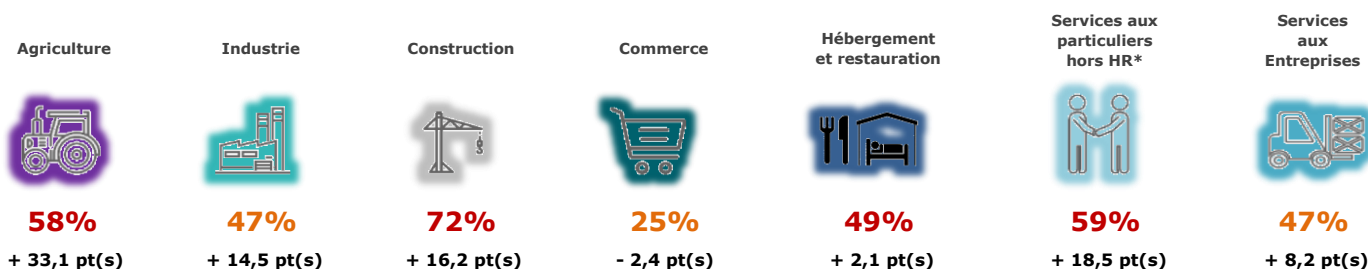 Agriculture
Industrie
Construction
Commerce
Hébergement
et restauration
Services aux
particuliers
hors HR*
Services
aux
Entreprises
58%
47%
72%
25%
49%
59%
47%
+ 33,1 pt(s)
+ 14,5 pt(s)
+ 16,2 pt(s)
- 2,4 pt(s)
+ 2,1 pt(s)
+ 18,5 pt(s)
+ 8,2 pt(s)